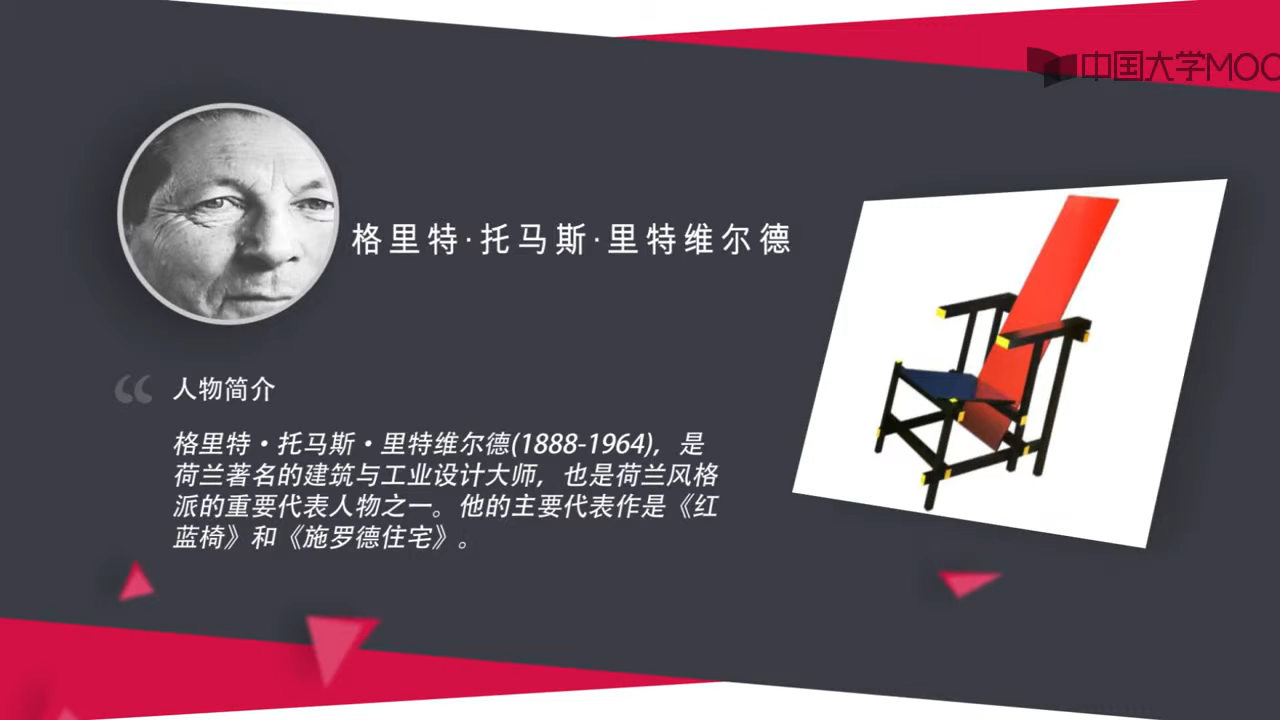 中国大学MOO
格里特·托马斯·里特维尔德
人物简介
格里特·托马斯·里特维尔德(1888-1964)，是
荷兰著名的建筑与工业设计大师，也是荷兰风格
派的重要代表人物之一。他的主要代表作是《红
蓝椅》和《施罗德住宅》。